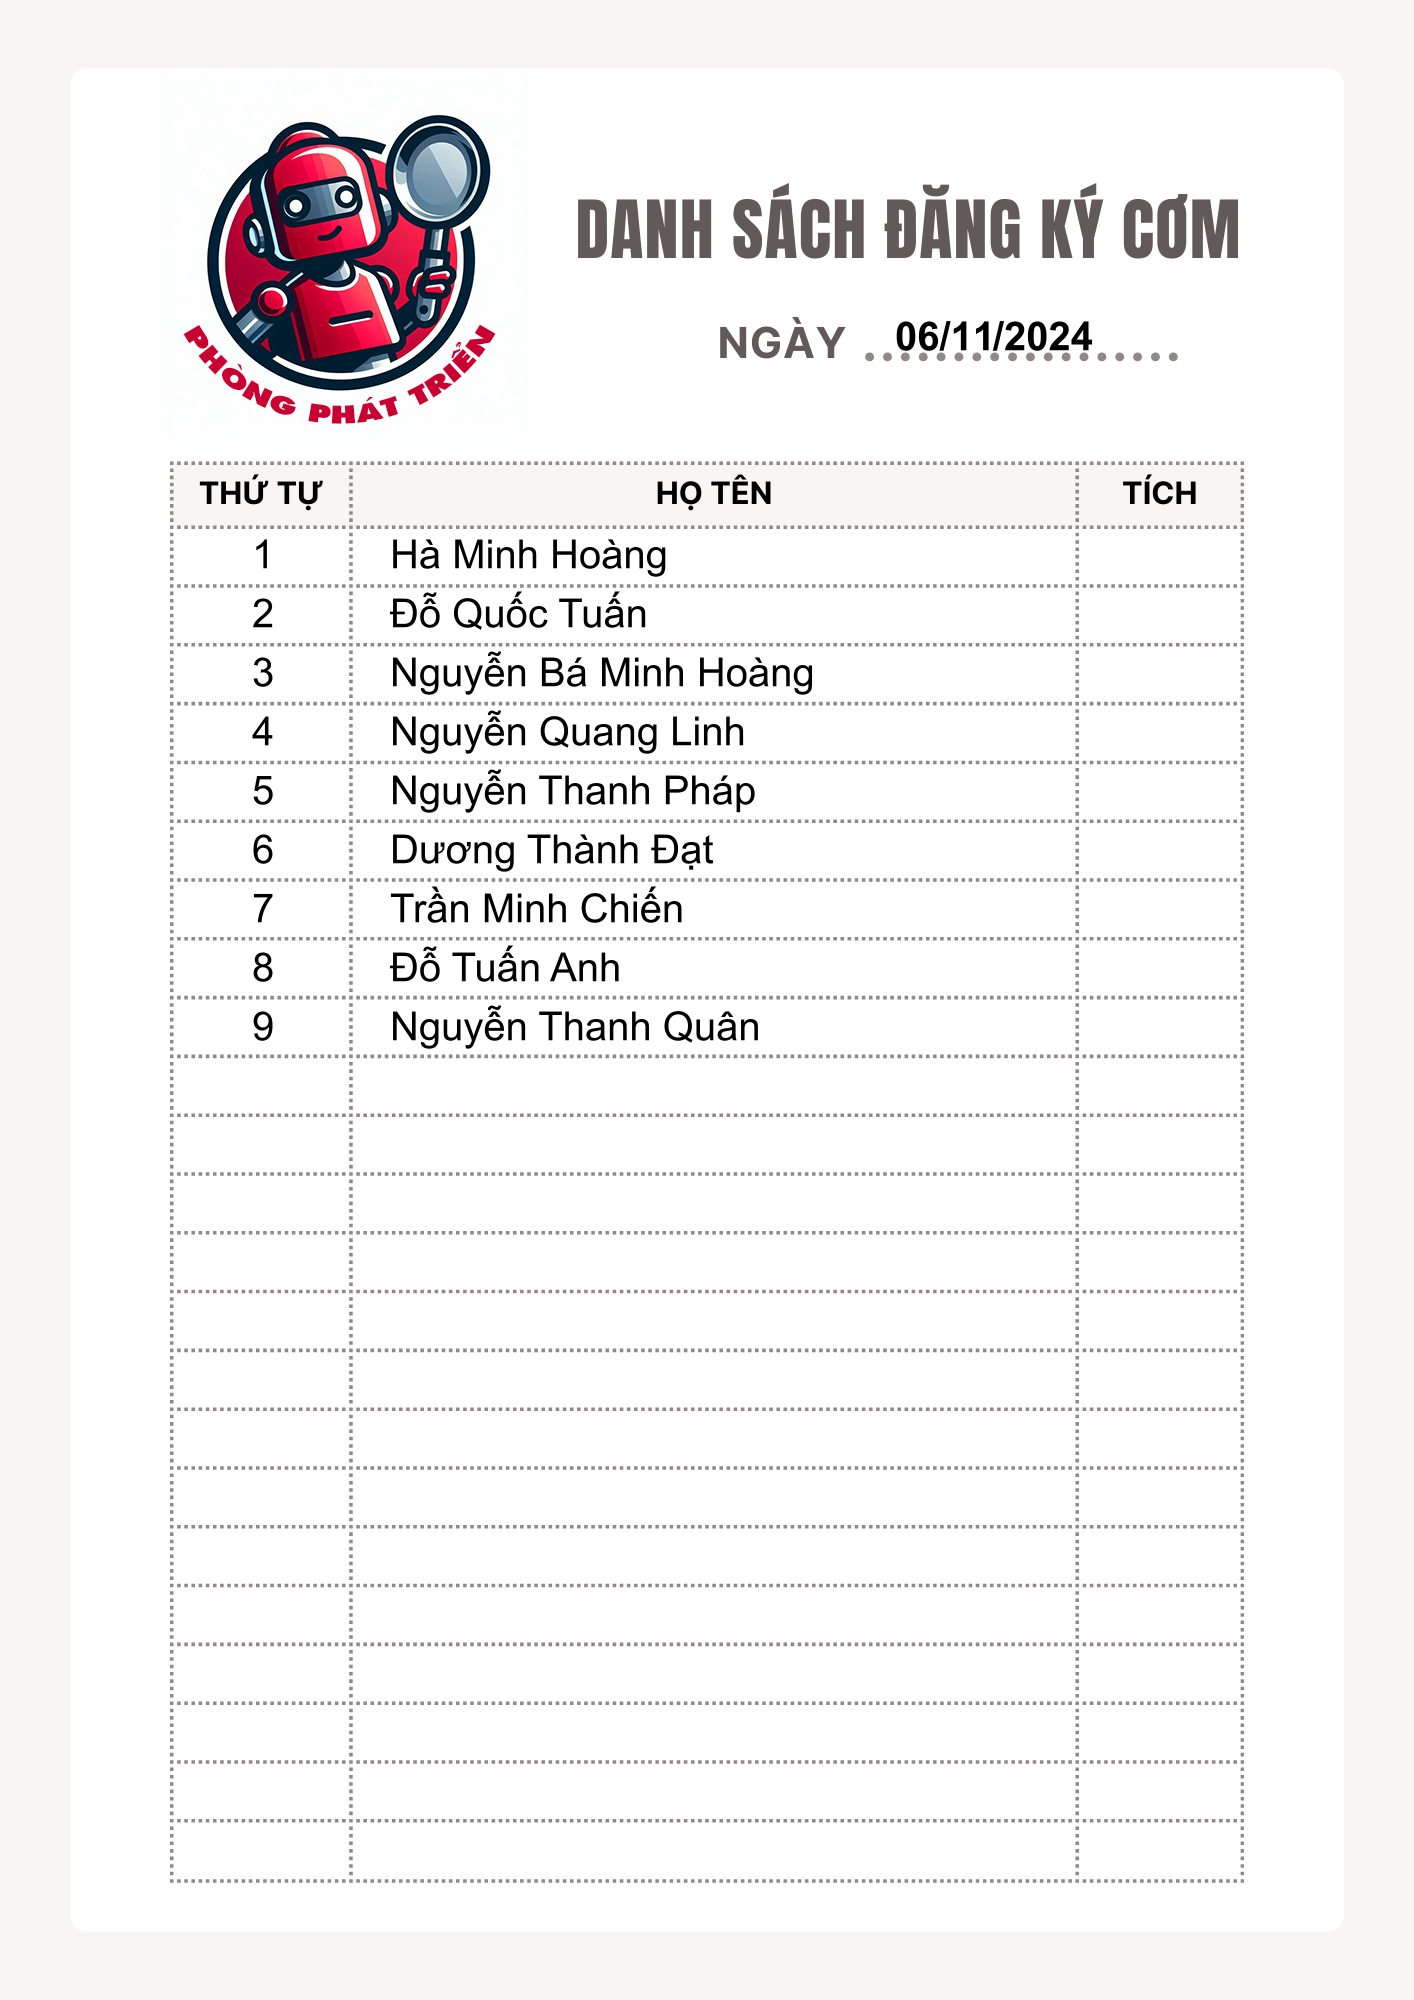 PHÒNG PHÁT TRIỂN
DANH SÁCH ĐĂNG KÝ CƠM
NGÀY 06/11/2024
THỨ TỰ HỌ TÊN TÍCH
1 Hà Minh Hoàng
2 Đỗ Quốc Tuấn
3 Nguyễn Bá Minh Hoàng
4 Nguyễn Quang Linh
5 Nguyễn Thanh Pháp
6 Dương Thành Đạt
7 Trần Minh Chiến
8 Đỗ Tuấn Anh
9 Nguyễn Thanh Quân